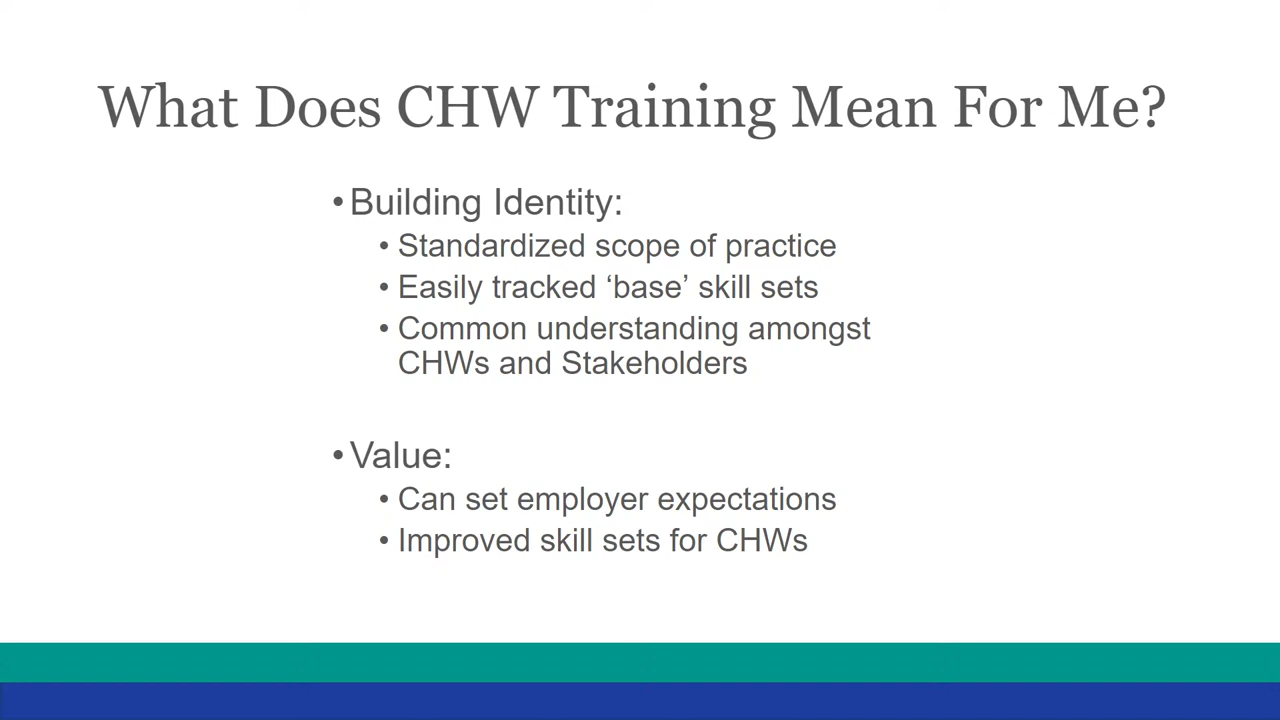 What Does CHW Training Mean For Me?
• Building Identity:
• Standardized scope of practice
• Easily tracked ‘base’ skill sets
• Common understanding amongst
CHWs and Stakeholders
• Value:
• Can set employer expectations
• Improved skill sets for CHWs